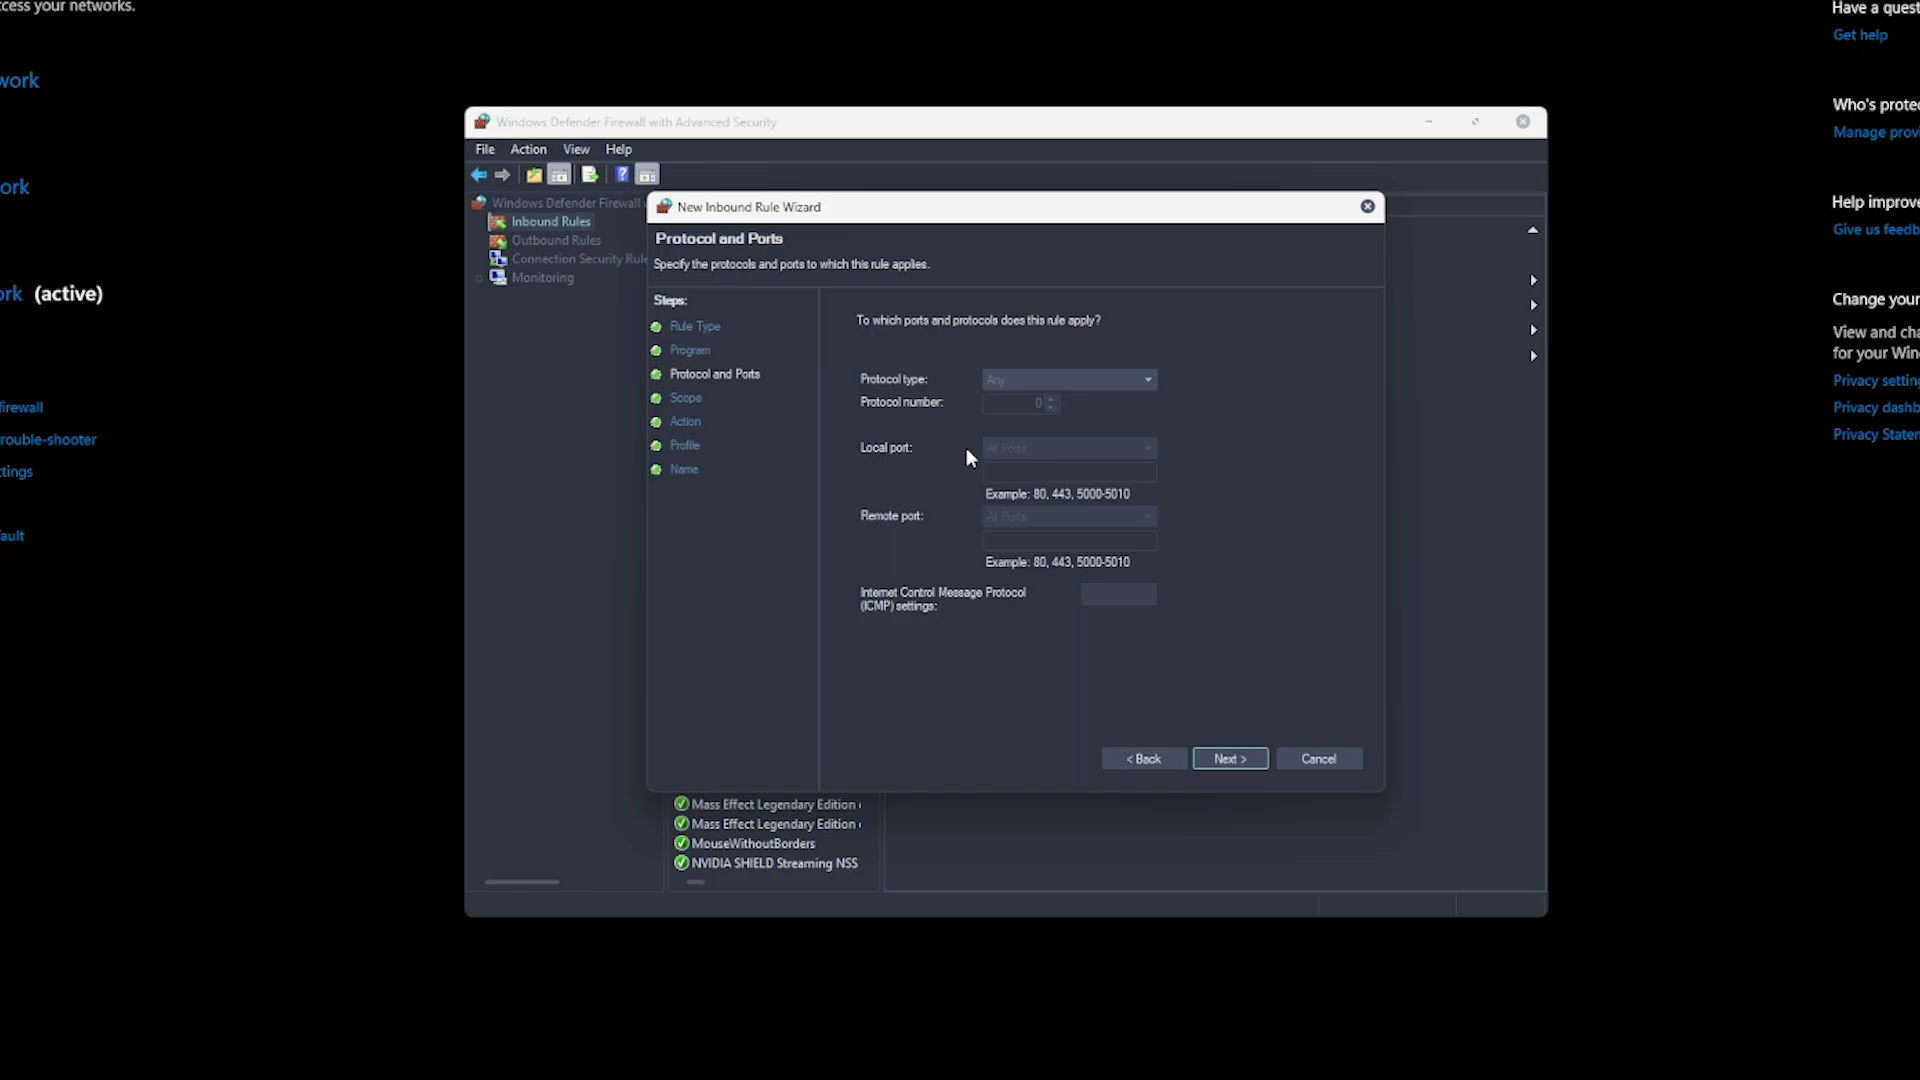 cess your networks.
work
ork
ork (active)
firewall
rouble-shooter
ttings
ault
Windows Defender Firewall with Advanced Security
File Action View Help
Windows Defender Firewall
Inbound Rules
Outbound Rules
Connection Security Rule
Monitoring
New Inbound Rule Wizard
Protocol and Ports
Specify the protocols and ports to which this rule applies.
Steps:
Rule Type
Program
Protocol and Ports
Scope
Action
Profile
Name
To which ports and protocols does this rule apply?
Protocol type: Any
Protocol number: 0
Local port: All Ports
Example: 80, 443, 5000-5010
Remote port: All Ports
Example: 80, 443, 5000-5010
Internet Control Message Protocol
(ICMP) settings:
< Back Next > Cancel
Mass Effect Legendary Edition
Mass Effect Legendary Edition
MouseWithoutBorders
NVIDIA SHIELD Streaming NSS
Have a quest
Get help
Who's protec
Manage provi
Help improve
Give us feedb
Change your
View and cha
for your Win
Privacy setting
Privacy dashb
Privacy Staten